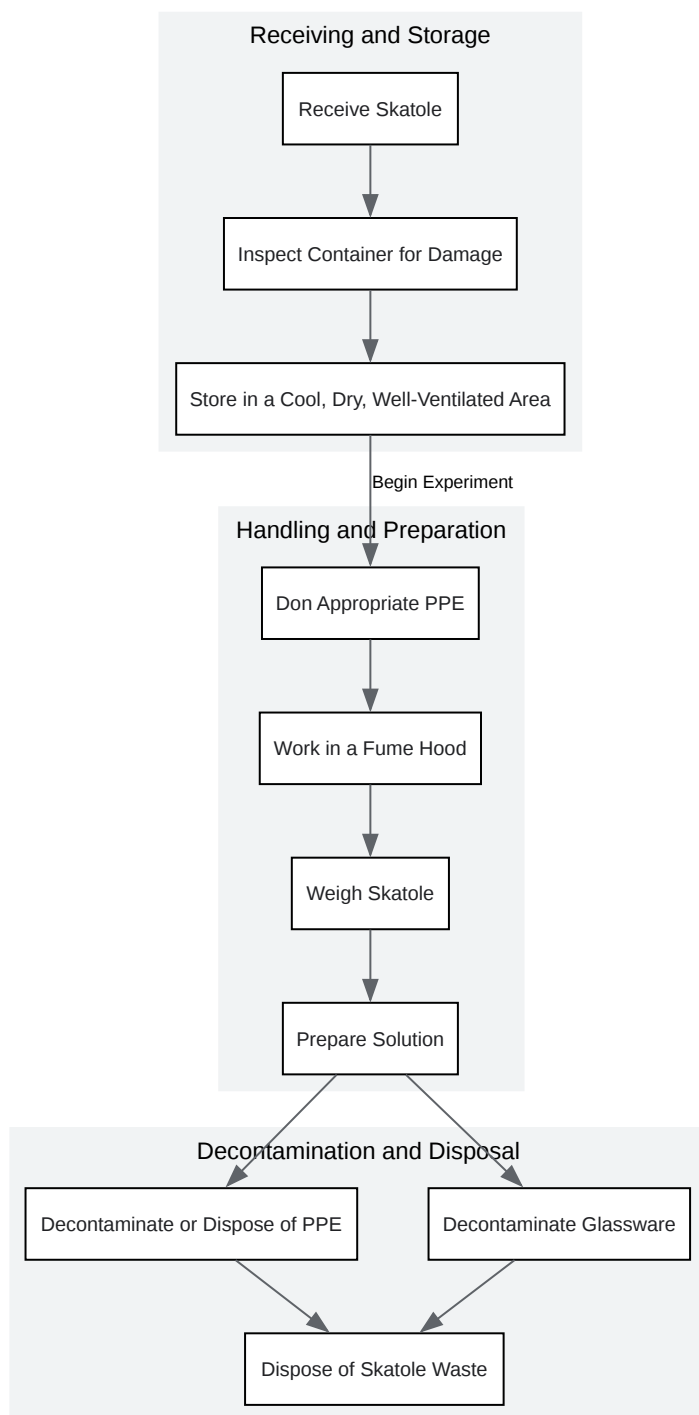 Receiving and Storage
Receive Skatole
Inspect Container for Damage
Store in a Cool, Dry, Well-Ventilated Area
Begin Experiment
Handling and Preparation
Don Appropriate PPE
Work in a Fume Hood
Weigh Skatole
Prepare Solution
Decontamination and Disposal
Decontaminate or Dispose of PPE
Decontaminate Glassware
Dispose of Skatole Waste